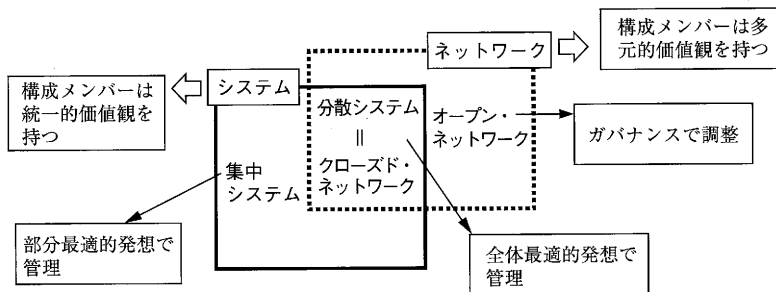 構成メンバーは多
元的価値観を持つ
ネットワーク
システム
構成メンバーは
統一的価値観を
持つ
分散システム
||
クローズド・
ネットワーク
オープン・
ネットワーク
ガバナンスで調整
集中
システム
部分最適的発想で
管理
全体最適的発想で
管理